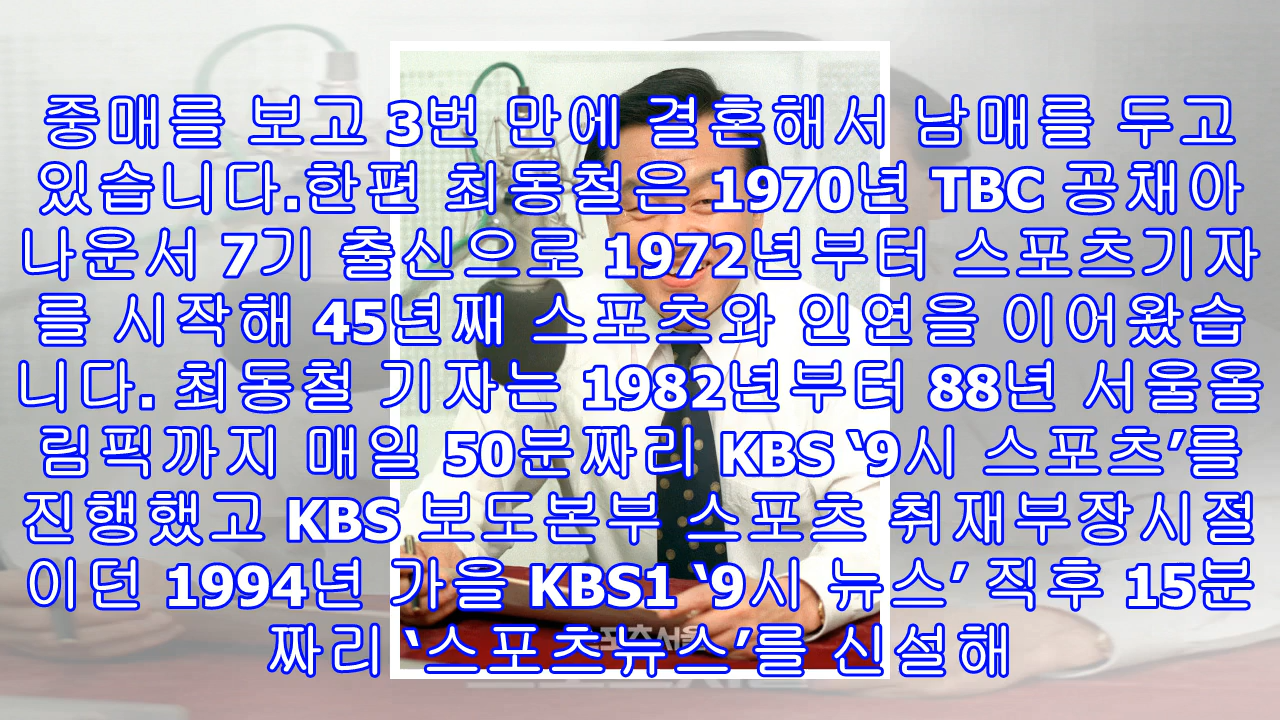 중매를 보고 3번 만에 결혼해서 남매를 두고
있습니다.한편 최동철은 1970년 TBC 공채아
나운서 7기 출신으로 1972년부터 스포츠기자
를 시작해 45년째 스포츠와 인연을 이어왔습
니다. 최동철 기자는 1982년부터 88년 서울올
림픽까지 매일 50분짜리 KBS ‘9시 스포츠’를
진행했고 KBS 보도본부 스포츠 취재부장시절
이던 1994년 가을 KBS1 ‘9시 뉴스’ 직후 15분
짜리 ‘스포츠뉴스’를 신설해